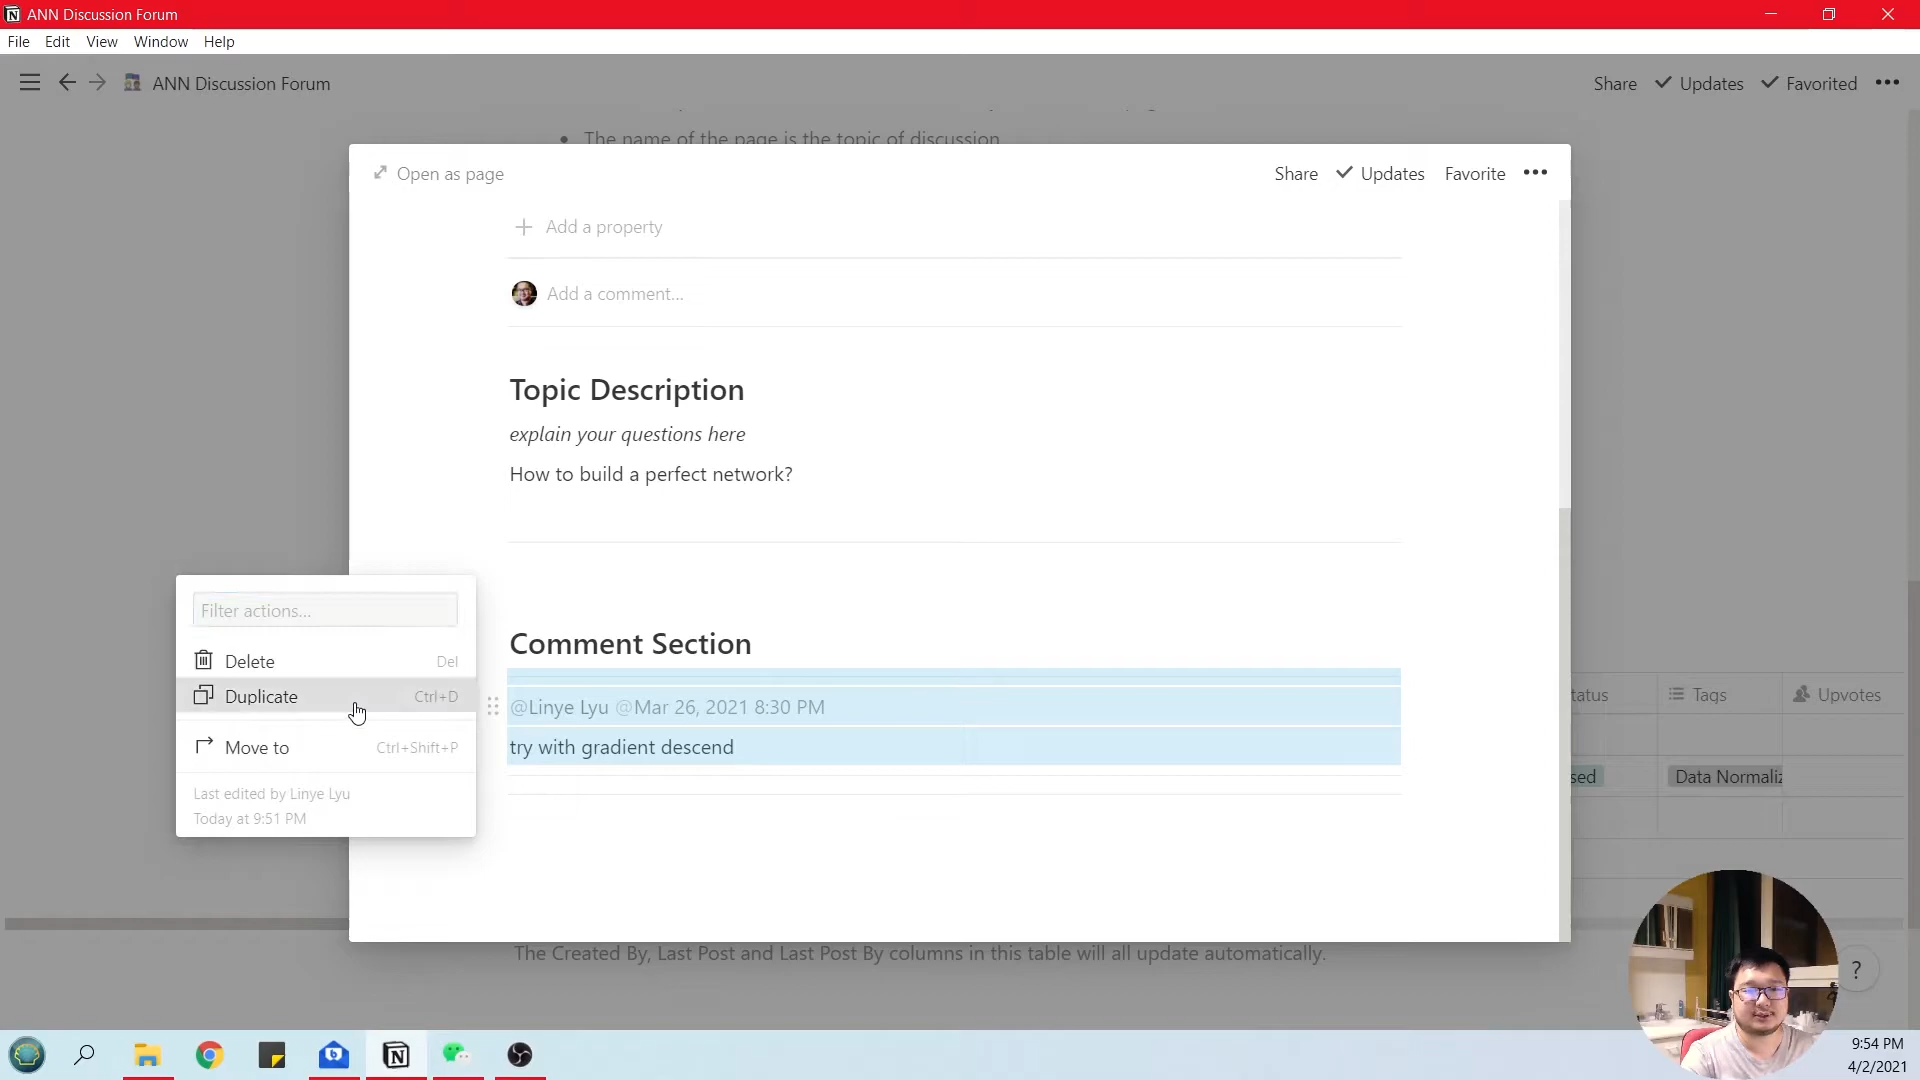 ANN Discussion Forum
File Edit View Window Help
ANN Discussion Forum
Share Updates Favorited
The name of the page is the topic of discussion
Open as page
Share Updates Favorite
Add a property
Add a comment...
Topic Description
explain your questions here
How to build a perfect network?
Filter actions...
Delete Del
Duplicate Ctrl+D
Move to Ctrl+Shift+P
Last edited by Linye Lyu
Today at 9:51 PM
Comment Section
@Linye Lyu @Mar 26, 2021 8:30 PM
try with gradient descend
tatus Tags Upvotes
sed Data Normaliz
The Created By, Last Post and Last Post By columns in this table will all update automatically.
?
9:54 PM
4/2/2021